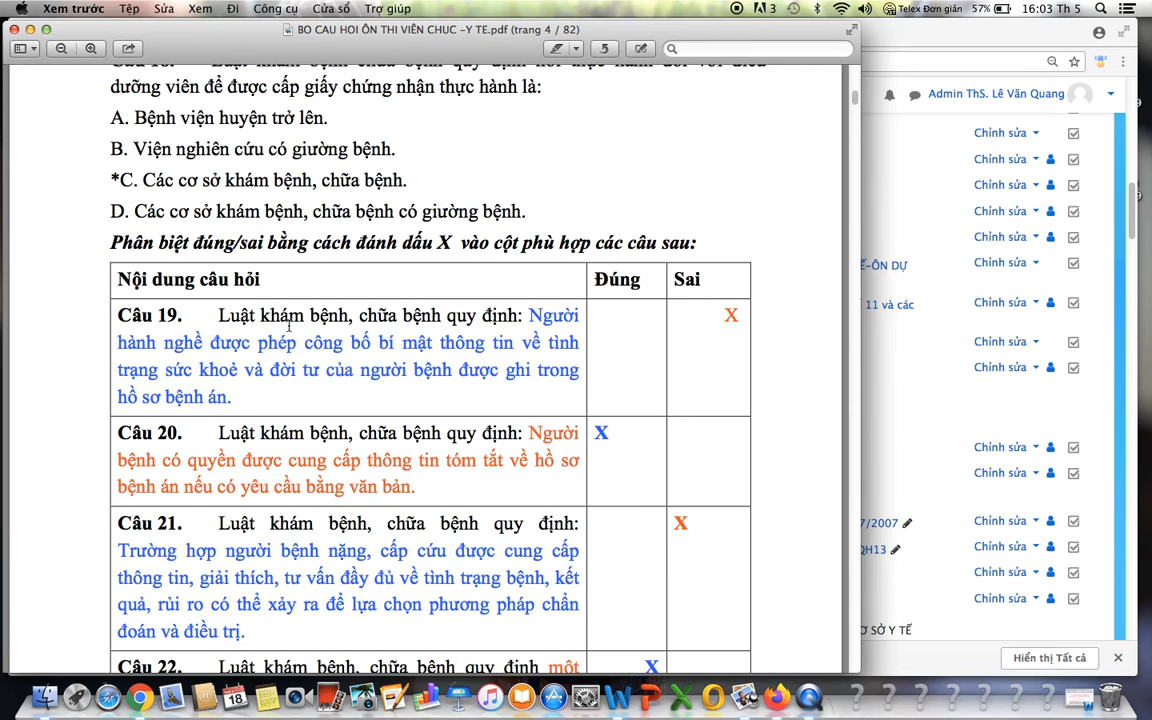 Xem trước Tệp Sửa Xem Đi Công cụ Cửa sổ Trợ giúp
Telex Đơn giản 57% 16:03 Th 5
BO CAU HOI ÔN THI VIÊN CHUC -Y TE.pdf (trang 4 / 82)
dưỡng viên để được cấp giấy chứng nhận thực hành là:
A. Bệnh viện huyện trở lên.
B. Viện nghiên cứu có giường bệnh.
*C. Các cơ sở khám bệnh, chữa bệnh.
D. Các cơ sở khám bệnh, chữa bệnh có giường bệnh.
Phân biệt đúng/sai bằng cách đánh dấu X vào cột phù hợp các câu sau:
Nội dung câu hỏi Đúng Sai
Câu 19. Luật khám bệnh, chữa bệnh quy định: Người X
hành nghề được phép công bố bí mật thông tin về tình
trạng sức khoẻ và đời tư của người bệnh được ghi trong
hồ sơ bệnh án.
Câu 20. Luật khám bệnh, chữa bệnh quy định: Người X
bệnh có quyền được cung cấp thông tin tóm tắt về hồ sơ
bệnh án nếu có yêu cầu bằng văn bản.
Câu 21. Luật khám bệnh, chữa bệnh quy định: X
Trường hợp người bệnh nặng, cấp cứu được cung cấp
thông tin, giải thích, tư vấn đầy đủ về tình trạng bệnh, kết
quả, rủi ro có thể xảy ra để lựa chọn phương pháp chẩn
đoán và điều trị.
Câu 22. Luật khám bệnh, chữa bệnh quy định một X
Admin ThS. Lê Văn Quang
Chỉnh sửa
Chỉnh sửa
Chỉnh sửa
Chỉnh sửa
Chỉnh sửa
Ế-ÔN DỰ Chỉnh sửa
11 và các Chỉnh sửa
Chỉnh sửa
Chỉnh sửa
Chỉnh sửa
Chỉnh sửa
7/2007 Chỉnh sửa
QH13 Chỉnh sửa
Chỉnh sửa
Chỉnh sửa
Ơ SỞ Y TẾ
Hiển thị Tất cả
18